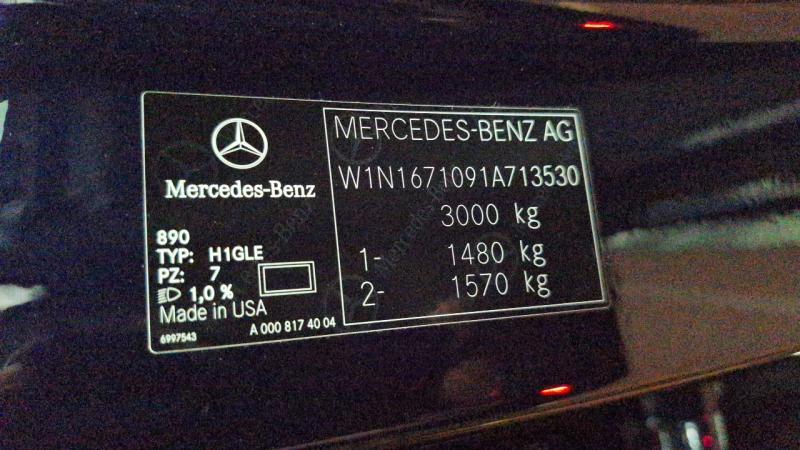 Mercedes-Benz
890
TYP: H1GLE
PZ: 7
1,0 %
Made in USA
6997543
A 000 817 40 04
MERCEDES-BENZ AG
W1N1671091A713530
3000 kg
1- 1480 kg
2- 1570 kg